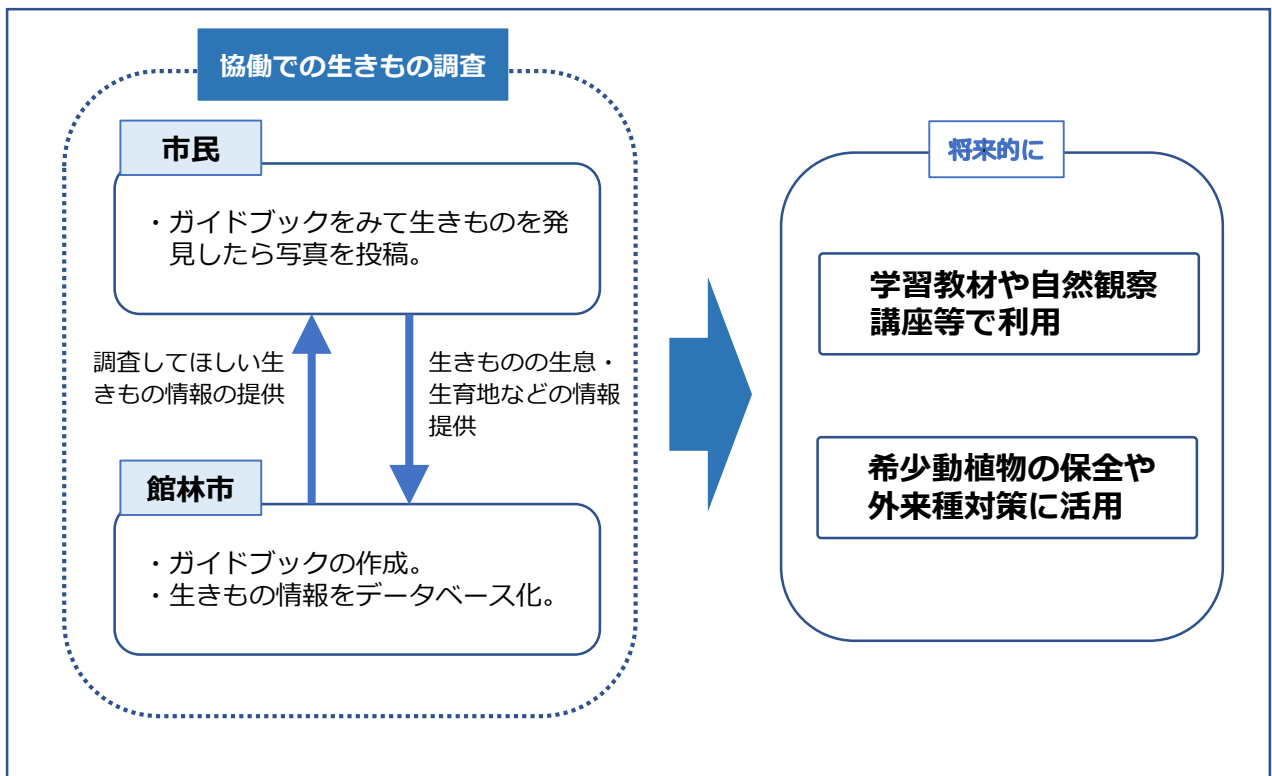 協働での生きもの調査
市民
・ガイドブックをみて生きものを発
見したら写真を投稿。
調査してほしい生
きもの情報の提供
生きものの生息・
生育地などの情報
提供
館林市
・ガイドブックの作成。
・生きもの情報をデータベース化。
将来的に
学習教材や自然観察
講座等で利用
希少動植物の保全や
外来種対策に活用